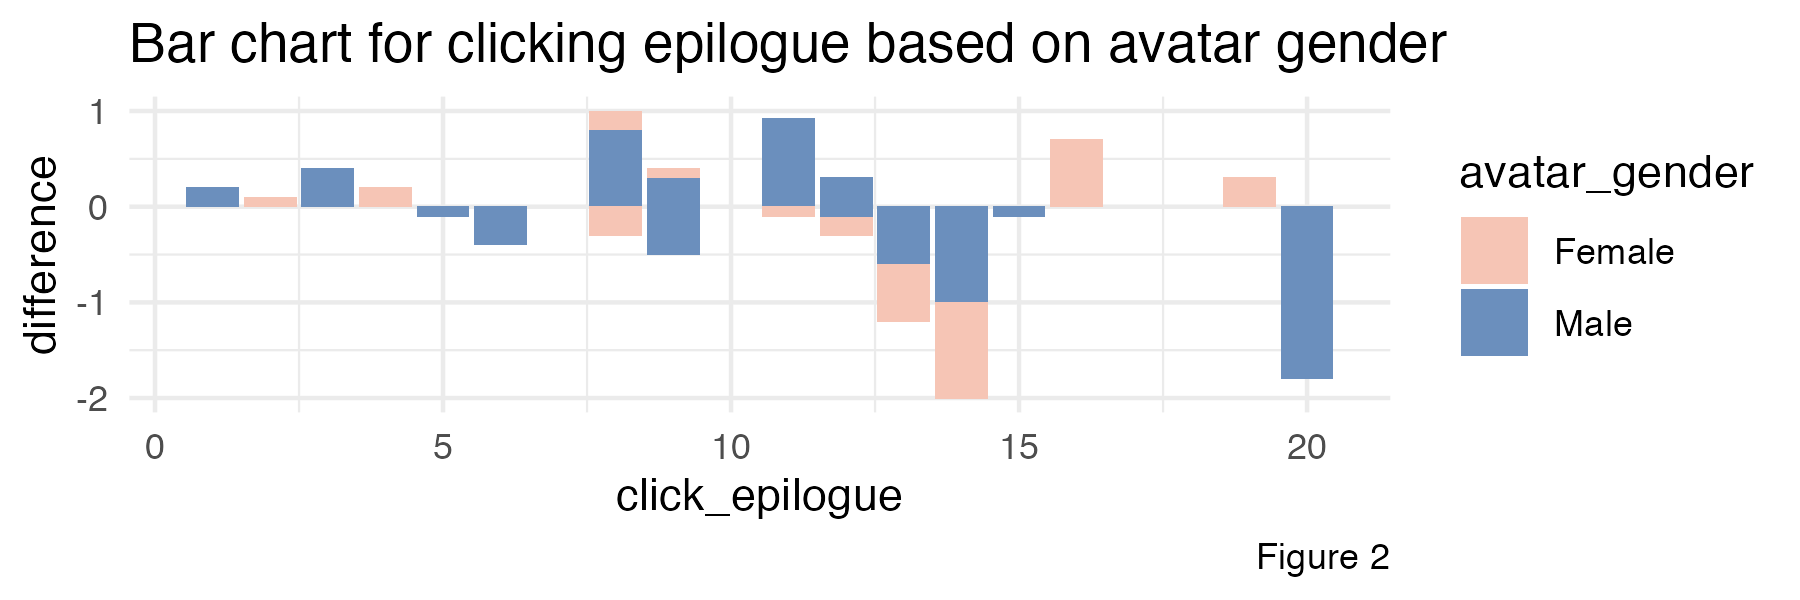 Bar chart for clicking epilogue based on avatar gender
1
0
-1
-2
difference
0 5 10 15 20
click_epilogue
avatar_gender
Female
Male
Figure 2